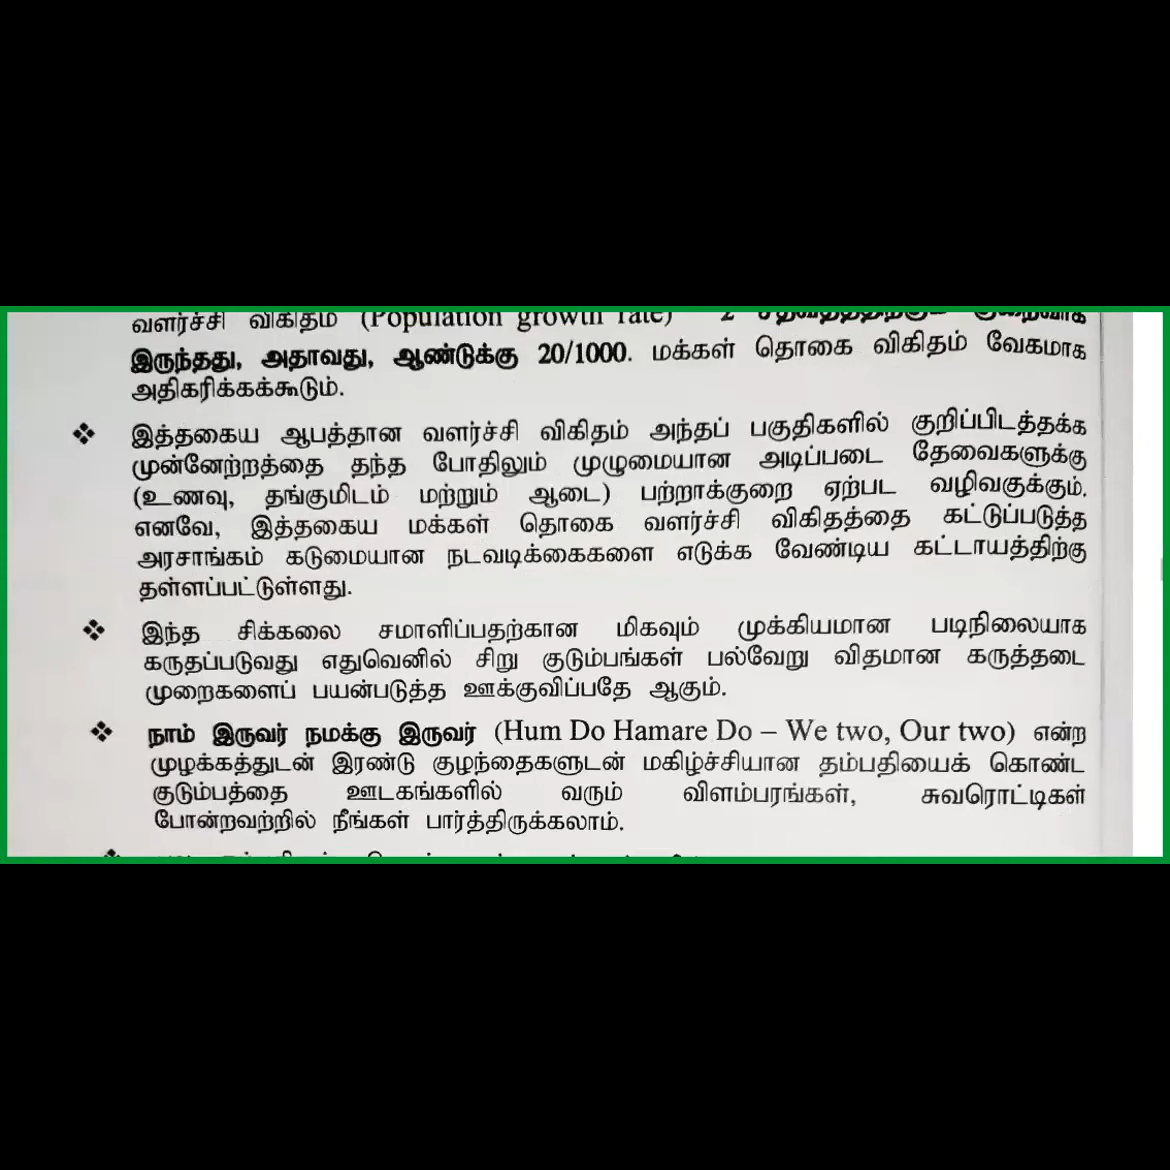 வளர்ச்சி விகிதம் (Population growth rate) 2 சதவீதத்திற்கும் குறைவாக
இருந்தது, அதாவது, ஆண்டுக்கு 20/1000. மக்கள் தொகை விகிதம் வேகமாக
அதிகரிக்கக்கூடும்.
❖ இத்தகைய ஆபத்தான வளர்ச்சி விகிதம் அந்தப் பகுதிகளில் குறிப்பிடத்தக்க
முன்னேற்றத்தை தந்த போதிலும் முழுமையான அடிப்படை தேவைகளுக்கு
(உணவு, தங்குமிடம் மற்றும் ஆடை) பற்றாக்குறை ஏற்பட வழிவகுக்கும்.
எனவே, இத்தகைய மக்கள் தொகை வளர்ச்சி விகிதத்தை கட்டுப்படுத்த
அரசாங்கம் கடுமையான நடவடிக்கைகளை எடுக்க வேண்டிய கட்டாயத்திற்கு
தள்ளப்பட்டுள்ளது.
❖ இந்த சிக்கலை சமாளிப்பதற்கான மிகவும் முக்கியமான படிநிலையாக
கருதப்படுவது எதுவெனில் சிறு குடும்பங்கள் பல்வேறு விதமான கருத்தடை
முறைகளைப் பயன்படுத்த ஊக்குவிப்பதே ஆகும்.
❖ நாம் இருவர் நமக்கு இருவர் (Hum Do Hamare Do – We two, Our two) என்ற
முழக்கத்துடன் இரண்டு குழந்தைகளுடன் மகிழ்ச்சியான தம்பதியைக் கொண்ட
குடும்பத்தை ஊடகங்களில் வரும் விளம்பரங்கள், சுவரொட்டிகள்
போன்றவற்றில் நீங்கள் பார்த்திருக்கலாம்.